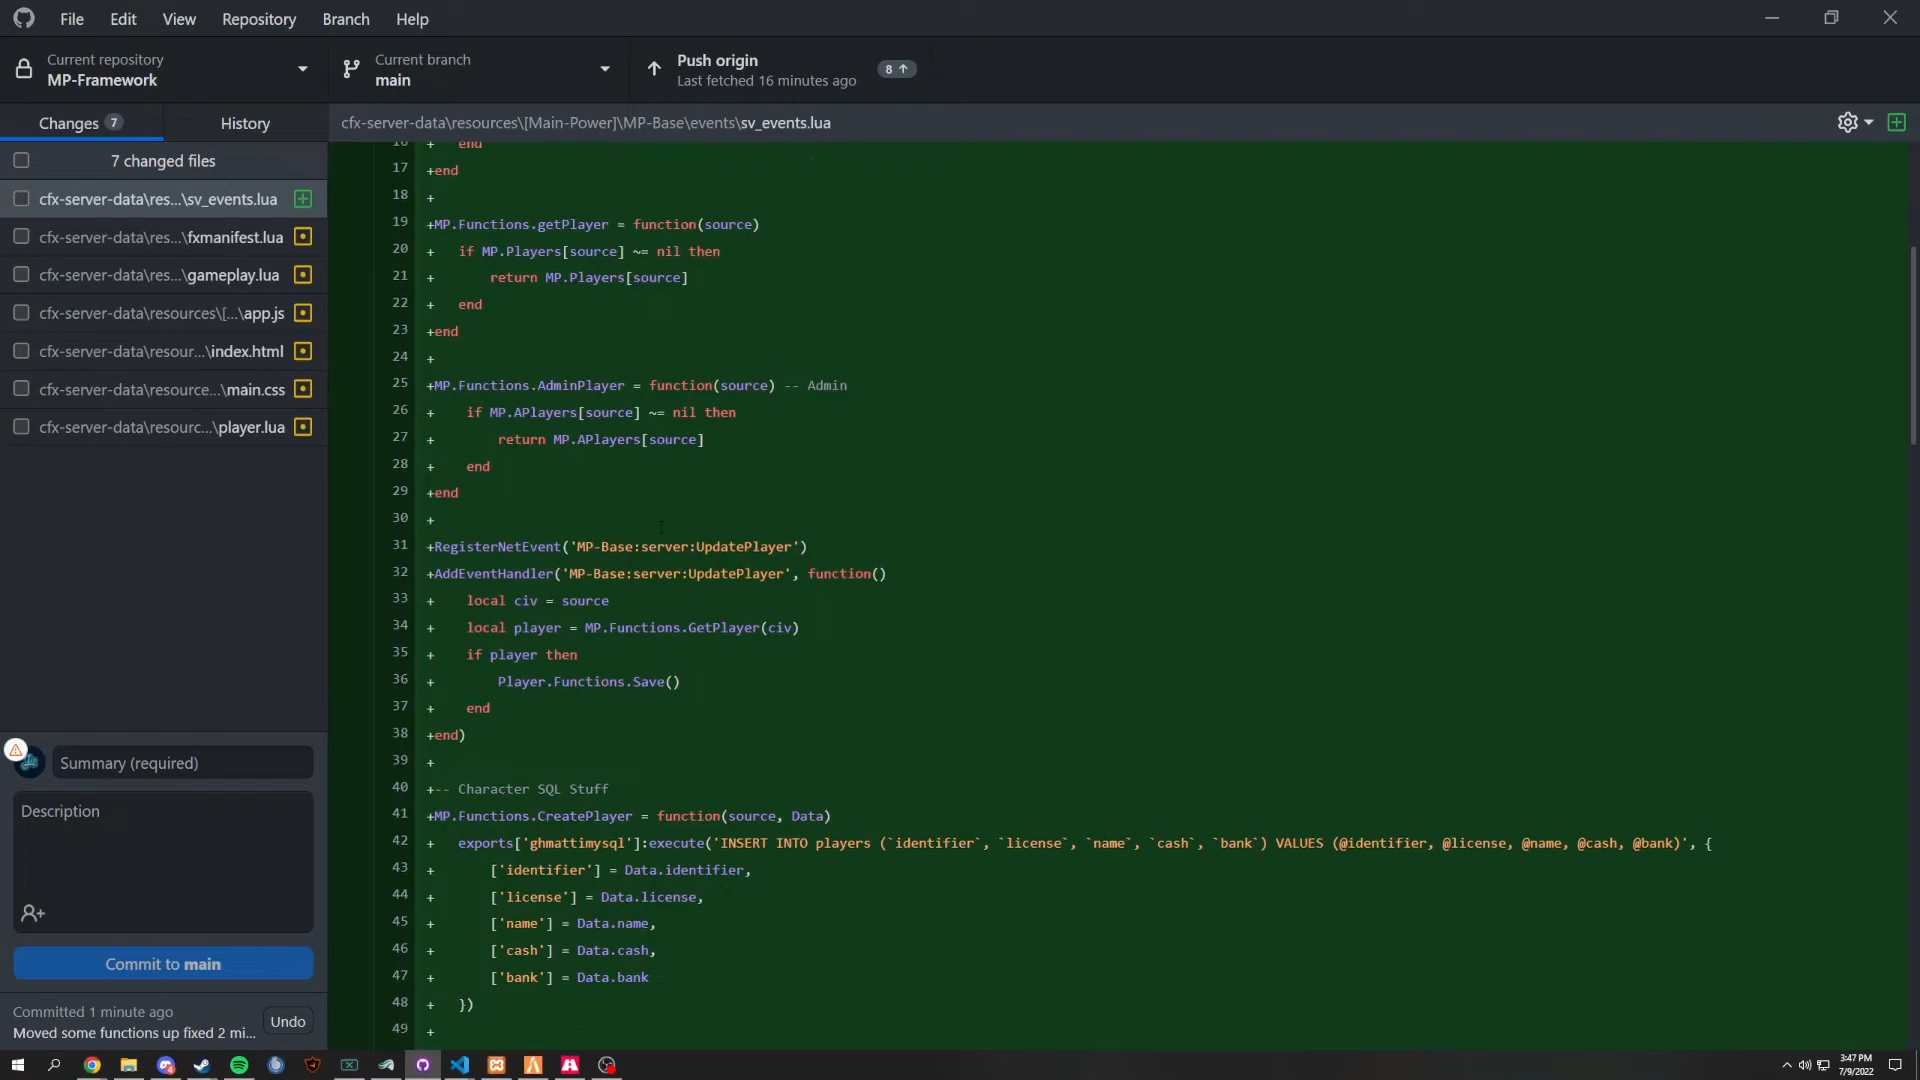 File Edit View Repository Branch Help
Current repository
MP-Framework
Current branch
main
Push origin
Last fetched 16 minutes ago
8
Changes 7
History
cfx-server-data\resources\[Main-Power]\MP-Base\events\sv_events.lua
7 changed files
cfx-server-data\res...\sv_events.lua
cfx-server-data\res...\fxmanifest.lua
cfx-server-data\res...\gameplay.lua
cfx-server-data\resources\[...\app.js
cfx-server-data\resour...\index.html
cfx-server-data\resource...\main.css
cfx-server-data\resourc...\player.lua
16 + end
17 +end
18 +
19 +MP.Functions.getPlayer = function(source)
20 + if MP.Players[source] ~= nil then
21 + return MP.Players[source]
22 + end
23 +end
24 +
25 +MP.Functions.AdminPlayer = function(source) -- Admin
26 + if MP.APlayers[source] ~= nil then
27 + return MP.APlayers[source]
28 + end
29 +end
30 +
31 +RegisterNetEvent('MP-Base:server:UpdatePlayer')
32 +AddEventHandler('MP-Base:server:UpdatePlayer', function()
33 + local civ = source
34 + local player = MP.Functions.GetPlayer(civ)
35 + if player then
36 + Player.Functions.Save()
37 + end
38 +end)
39 +
40 +-- Character SQL Stuff
41 +MP.Functions.CreatePlayer = function(source, Data)
42 + exports['ghmattimysql']:execute('INSERT INTO players (`identifier`, `license`, `name`, `cash`, `bank`) VALUES (@identifier, @license, @name, @cash, @bank)', {
43 + ['identifier'] = Data.identifier,
44 + ['license'] = Data.license,
45 + ['name'] = Data.name,
46 + ['cash'] = Data.cash,
47 + ['bank'] = Data.bank
48 + })
49 +
Summary (required)
Description
Commit to main
Committed 1 minute ago
Moved some functions up fixed 2 mi...
Undo
3:47 PM
7/9/2022